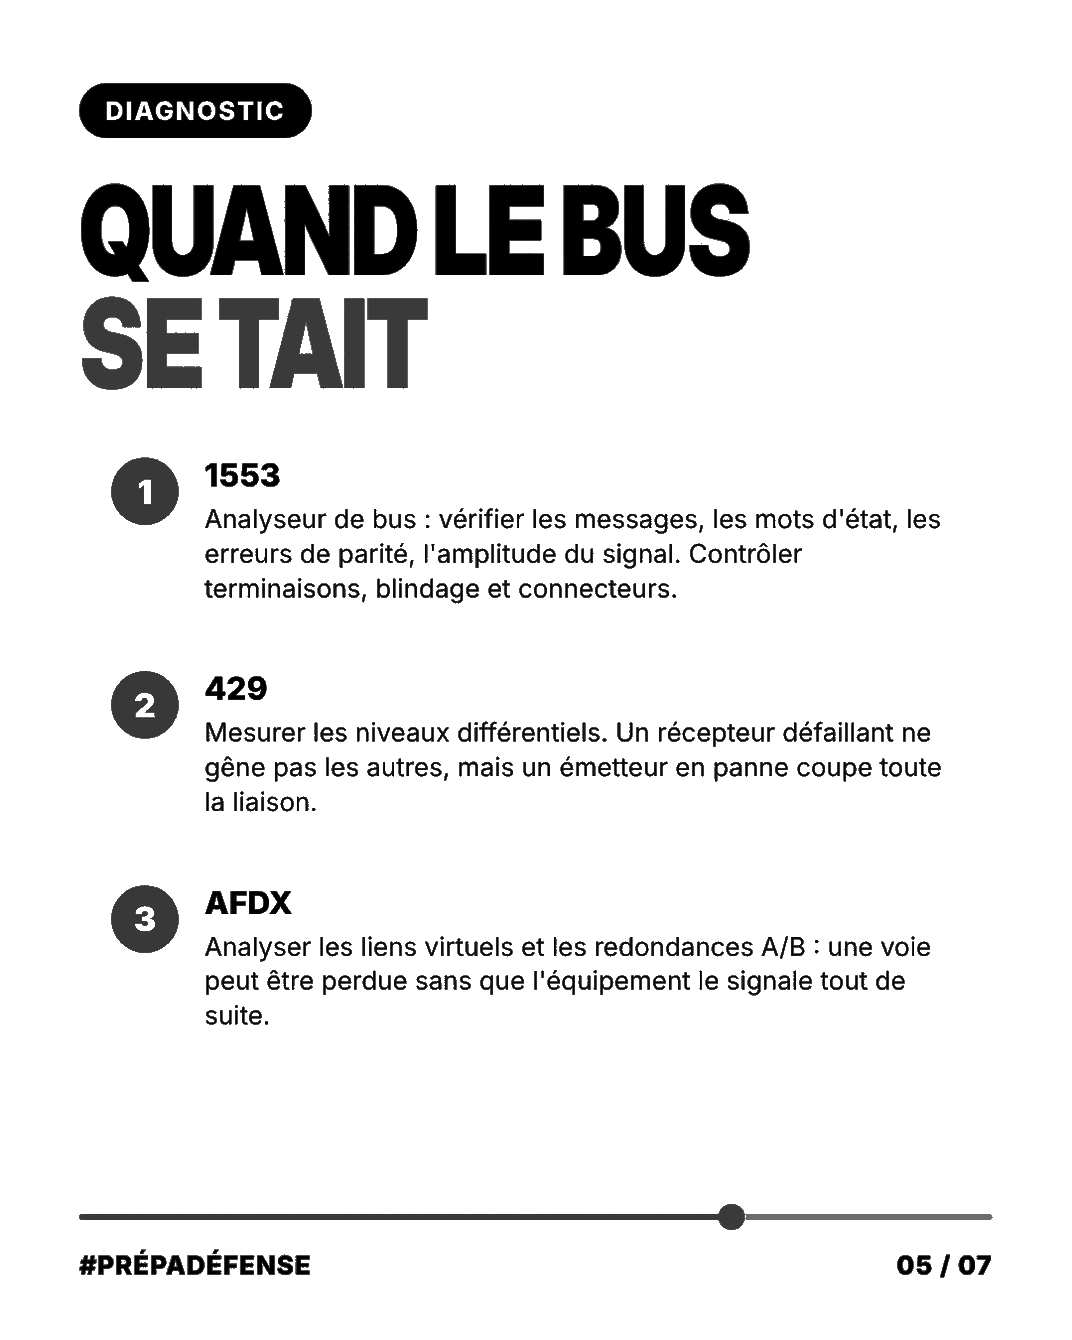 DIAGNOSTIC
QUAND LE BUS
SE TAIT
1
1553
Analyseur de bus : vérifier les messages, les mots d'état, les
erreurs de parité, l'amplitude du signal. Contrôler
terminaisons, blindage et connecteurs.
2
429
Mesurer les niveaux différentiels. Un récepteur défaillant ne
gêne pas les autres, mais un émetteur en panne coupe toute
la liaison.
3
AFDX
Analyser les liens virtuels et les redondances A/B : une voie
peut être perdue sans que l'équipement le signale tout de
suite.
#PRÉPADÉFENSE
05 / 07